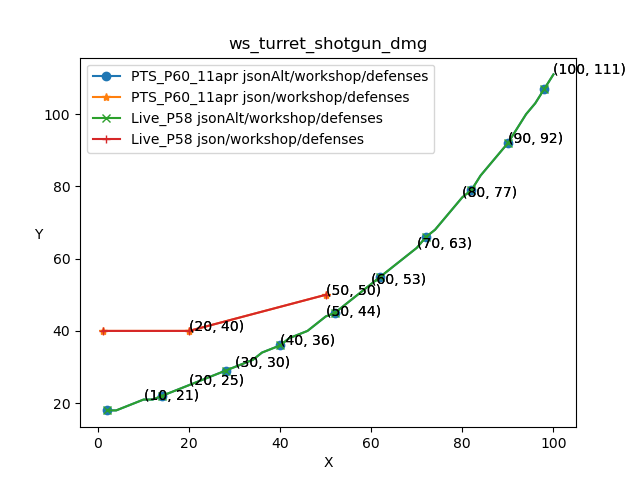 ws_turret_shotgun_dmg
PTS_P60_11apr jsonAlt/workshop/defenses
PTS_P60_11apr json/workshop/defenses
Live_P58 jsonAlt/workshop/defenses
Live_P58 json/workshop/defenses
(100, 111)
(90, 92)
(80, 77)
(70, 63)
(60, 53)
(50, 50)
(50, 44)
(20, 40)
(40, 36)
(30, 30)
(20, 25)
(10, 21)
Y
100
80
60
40
20
0 20 40 60 80 100
X